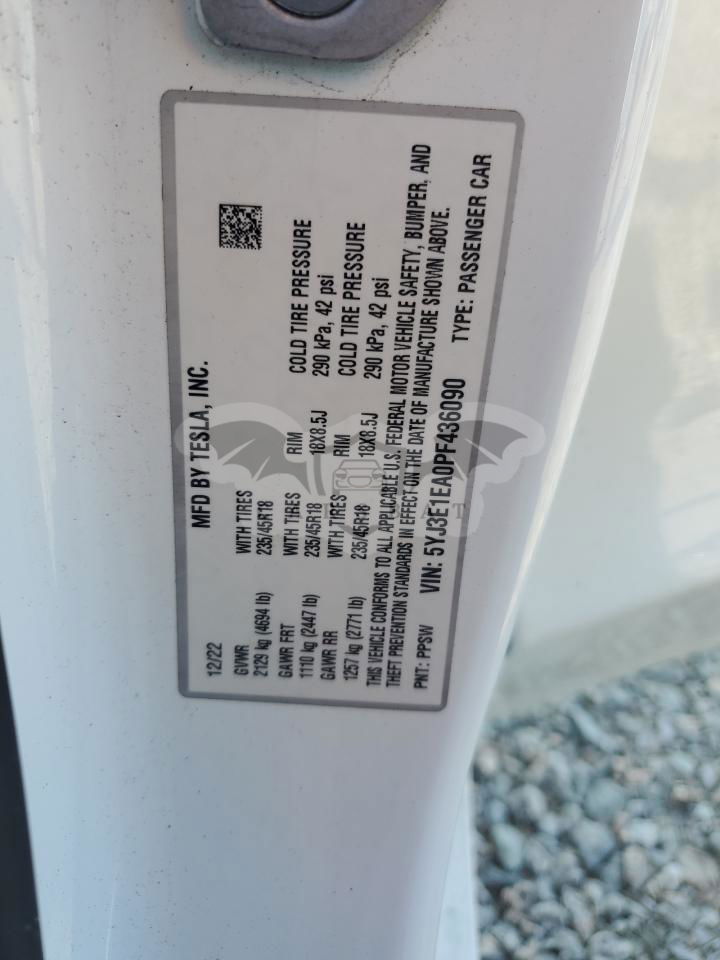 MFD BY TESLA, INC.
12/22
GVWR WITH TIRES
2129 kg (4694 lb) 235/45R18
GAWR FRT WITH TIRES RIM COLD TIRE PRESSURE
1110 kg (2447 lb) 235/45R18 18X8.5J 290 kPa, 42 psi
GAWR RR WITH TIRES RIM COLD TIRE PRESSURE
1257 kg (2771 lb) 235/45R18 18X8.5J 290 kPa, 42 psi
THIS VEHICLE CONFORMS TO ALL APPLICABLE U.S. FEDERAL MOTOR VEHICLE SAFETY, BUMPER, AND
THEFT PREVENTION STANDARDS IN EFFECT ON THE DATE OF MANUFACTURE SHOWN ABOVE.
PNT: PPSW VIN: 5YJ3E1EA0PF436090 TYPE: PASSENGER CAR